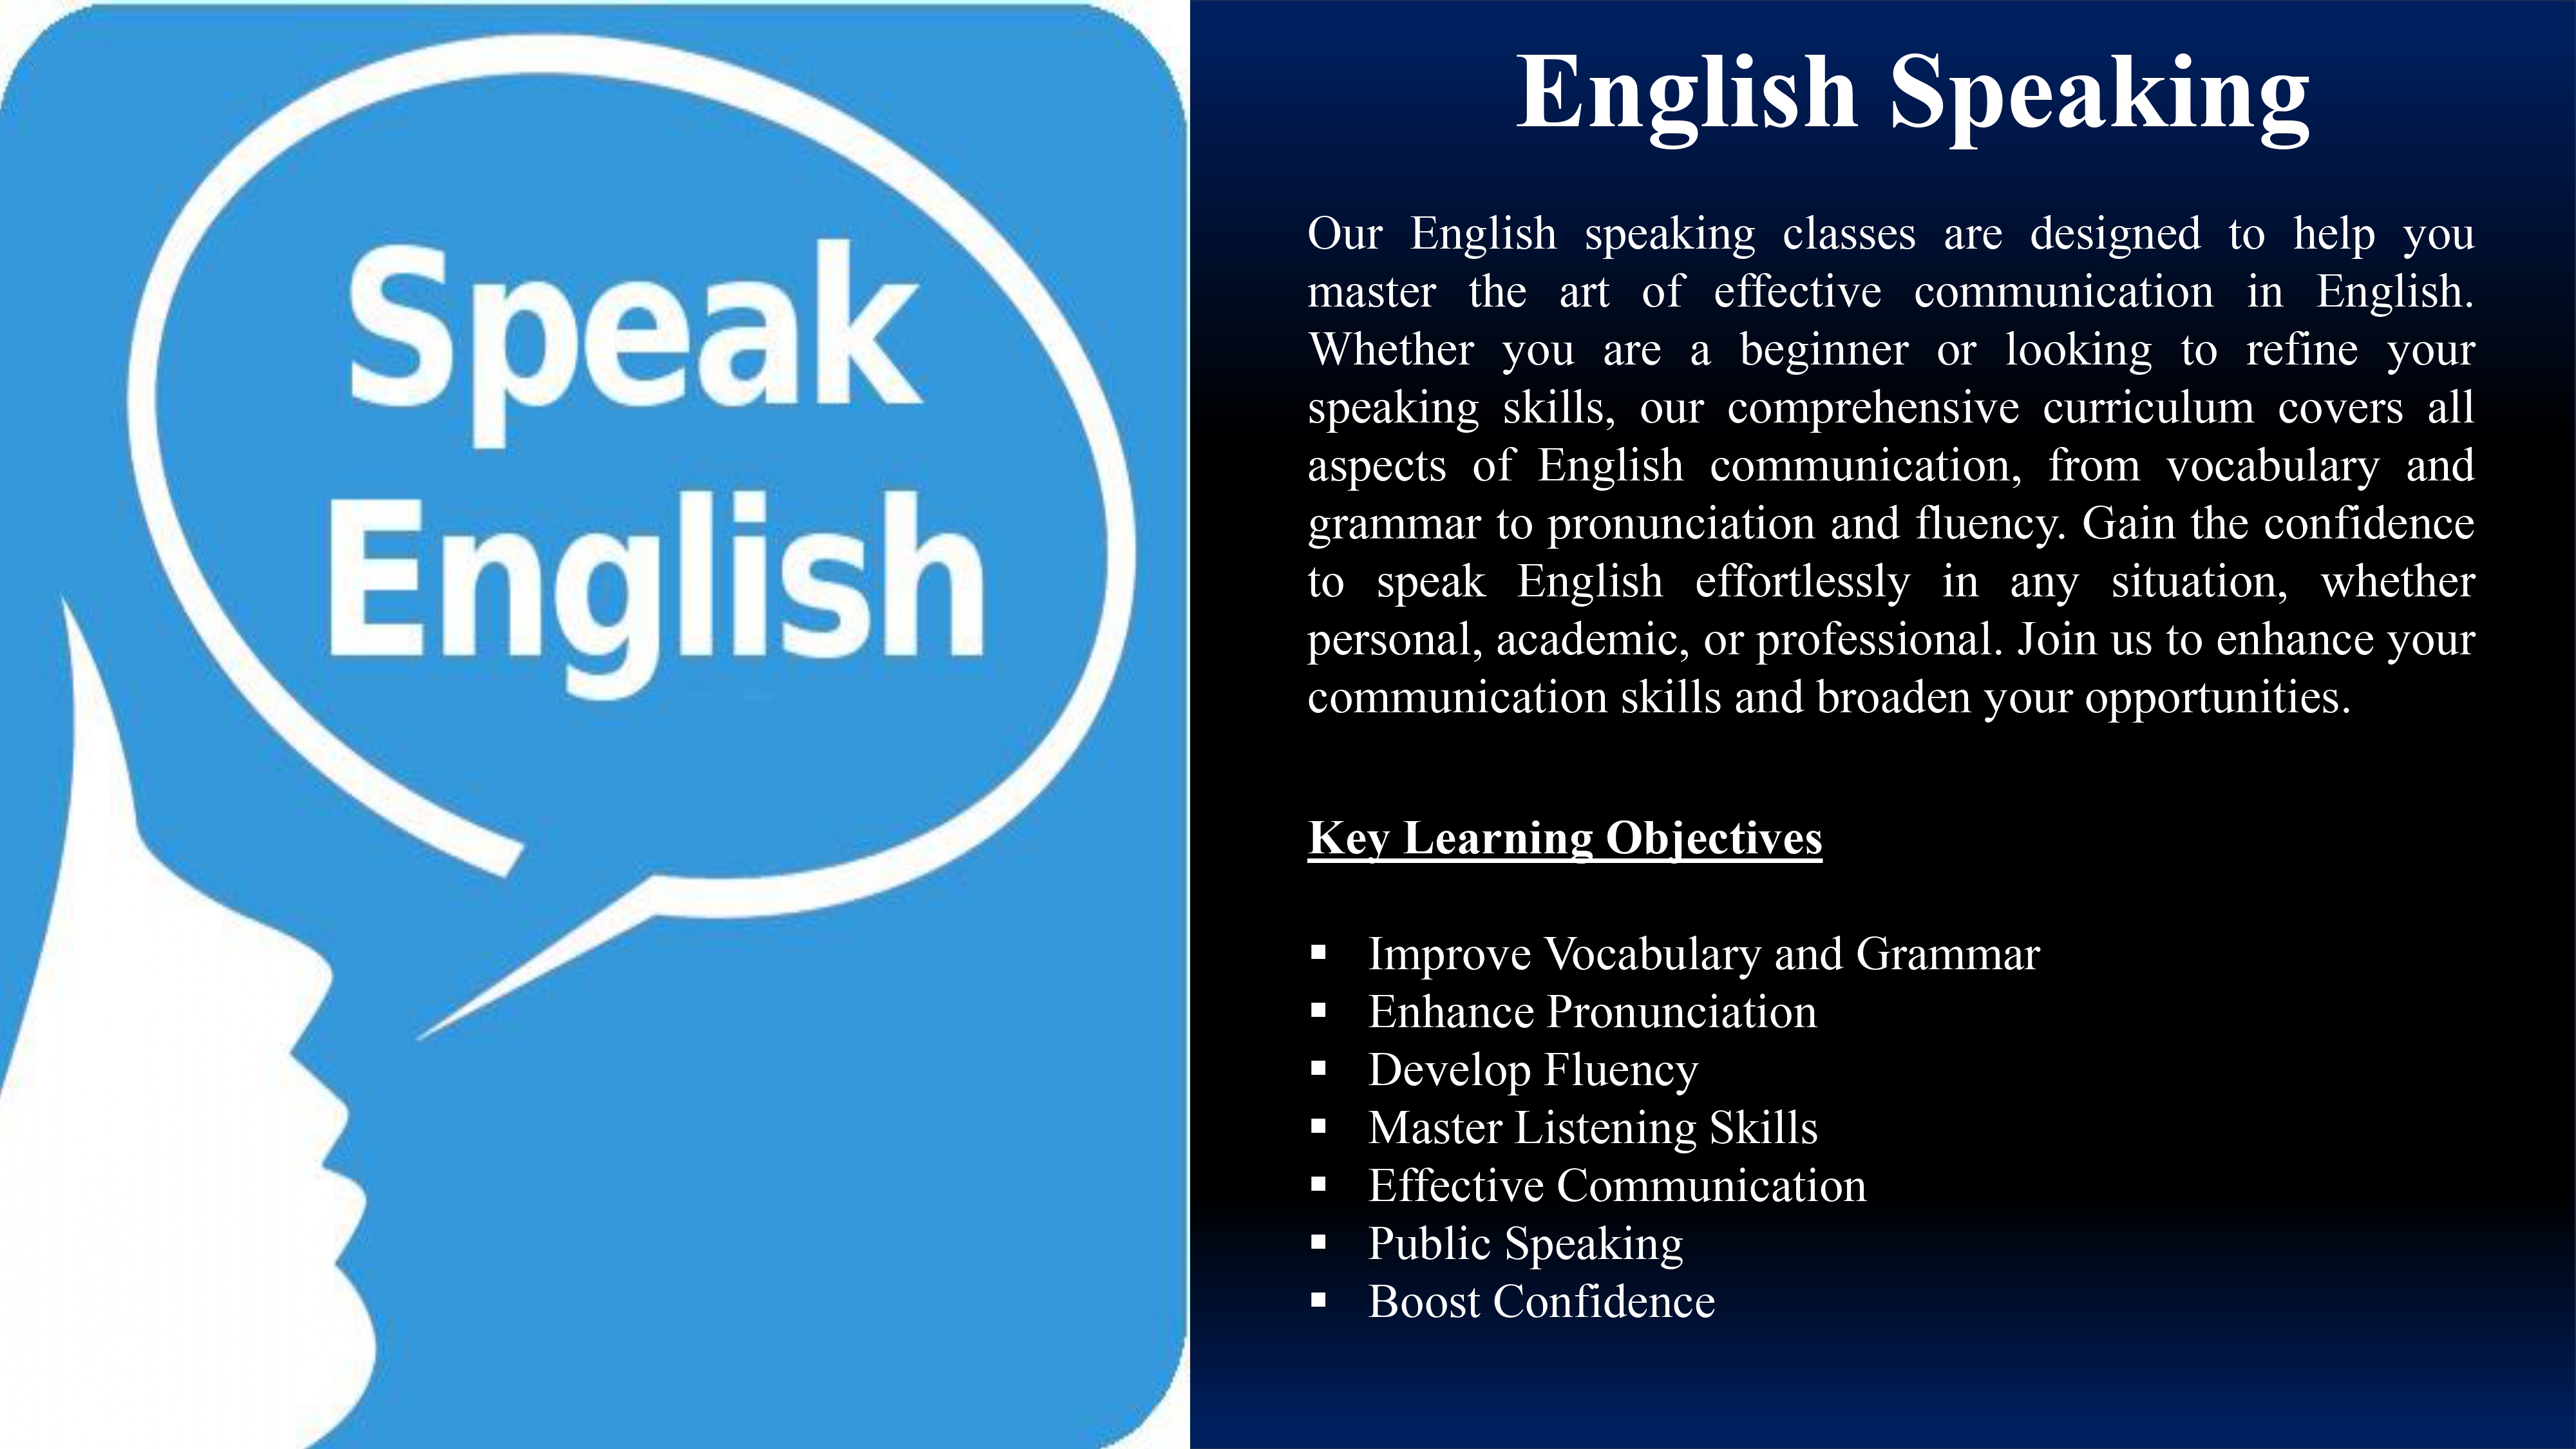 Speak
English
English Speaking
Our English speaking classes are designed to help you
master the art of effective communication in English.
Whether you are a beginner or looking to refine your
speaking skills, our comprehensive curriculum covers all
aspects of English communication, from vocabulary and
grammar to pronunciation and fluency. Gain the confidence
to speak English effortlessly in any situation, whether
personal, academic, or professional. Join us to enhance your
communication skills and broaden your opportunities.
Key Learning Objectives
▪ Improve Vocabulary and Grammar
▪ Enhance Pronunciation
▪ Develop Fluency
▪ Master Listening Skills
▪ Effective Communication
▪ Public Speaking
▪ Boost Confidence